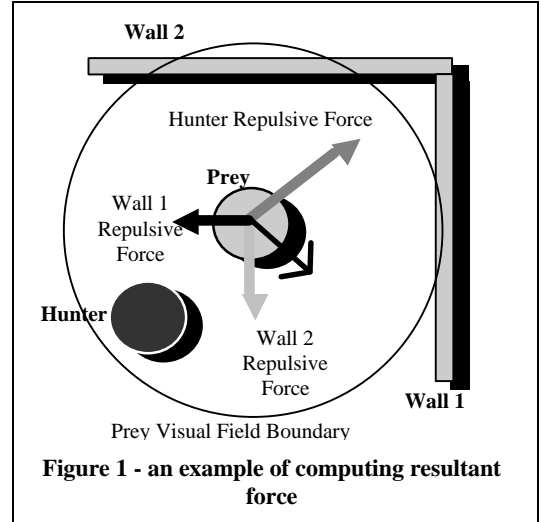 Wall 2
Hunter Repulsive Force
Prey
Wall 1
Repulsive
Force
Hunter
Wall 2
Repulsive
Force
Wall 1
Prey Visual Field Boundary
Figure 1 - an example of computing resultant
force